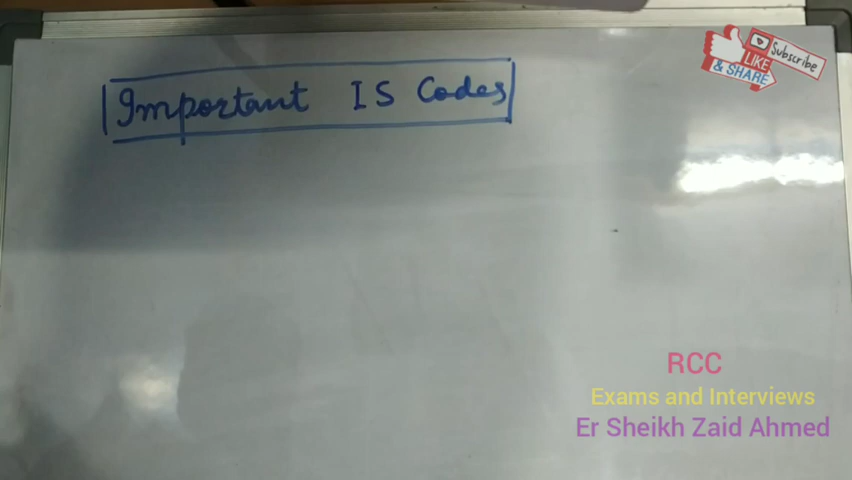 Important IS Codes
Subscribe
LIKE
& SHARE
RCC
Exams and Interviews
Er Sheikh Zaid Ahmed